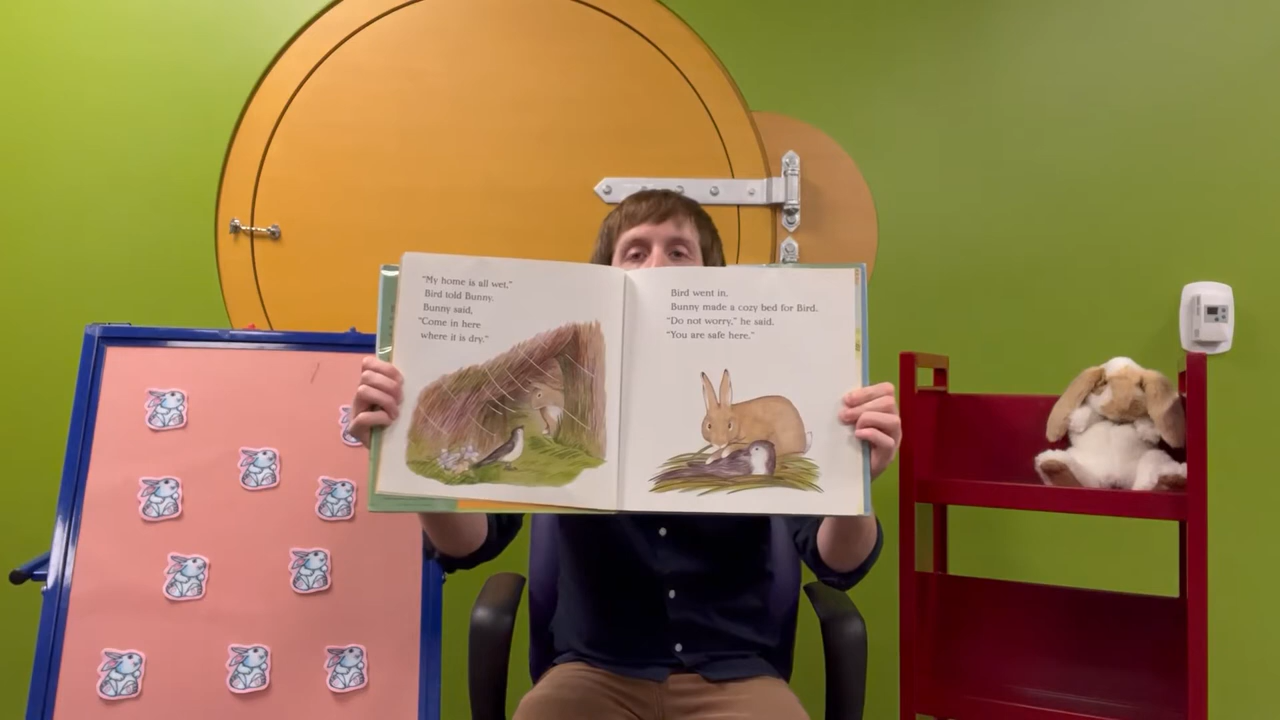 "My home is all wet,"
Bird told Bunny.
Bunny said,
"Come in here
where it is dry."
Bird went in.
Bunny made a cozy bed for Bird.
"Do not worry," he said.
"You are safe here."